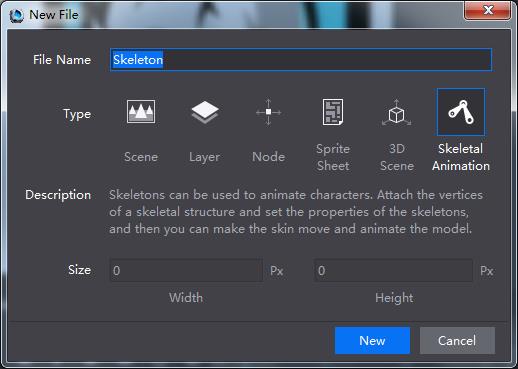 New File
File Name
Skeleton
Type
Scene
Layer
Node
Sprite
Sheet
3D
Scene
Skeletal
Animation
Description
Skeletons can be used to animate characters. Attach the vertices
of a skeletal structure and set the properties of the skeletons,
and then you can make the skin move and animate the model.
Size
0
Px
0
Px
Width
Height
New
Cancel